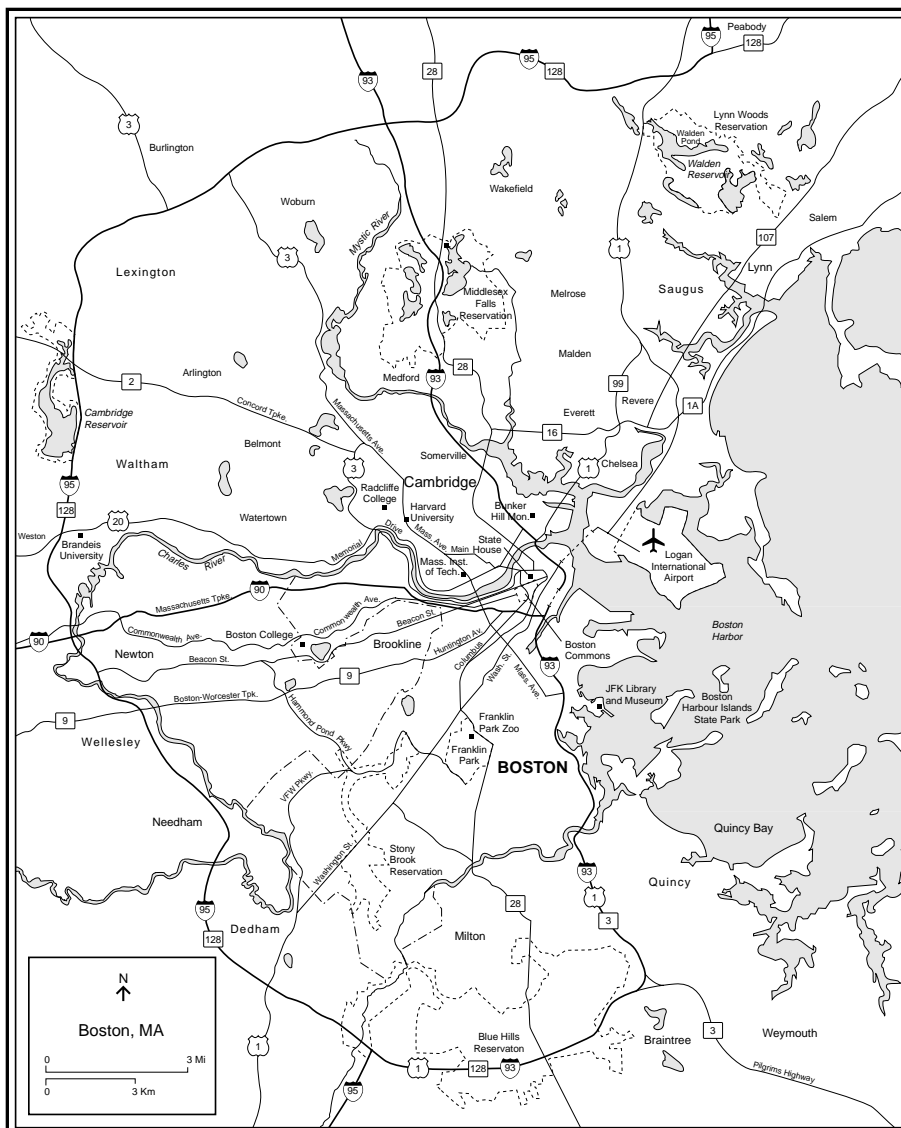 Peabody
95
128
95
128
93
28
3
Burlington
Lynn Woods
Reservation
Walden
Pond
Walden
Reservoir
Wakefield
Woburn
Mystic River
Salem
107
3
1
Lynn
Lexington
Saugus
Middlesex
Falls
Reservation
Melrose
Malden
2
Arlington
Medford
93
28
99
Revere
1A
Concord Tpke.
Massachusetts Ave.
Everett
16
Cambridge
Reservoir
Belmont
Somerville
Chelsea
1
Waltham
3
Radcliffe
College
Cambridge
95
128
Harvard
University
Bunker
Hill Mon.
20
Watertown
Weston
Brandeis
University
Charles
River
Memorial
Drive
Mass. Ave.
Main
State
House
Mass. Inst.
of Tech.
Logan
International
Airport
90
Massachusetts Tpke.
Commonwealth Ave.
Boston College
Commonwealth Ave.
Beacon St.
Boston
Harbor
90
Newton
Beacon St.
Brookline
Huntington Av.
Columbus
Wash. St.
Mass. Ave.
Boston
Commons
93
9
Boston-Worcester Tpk.
9
JFK Library
and Museum
Boston
Harbour Islands
State Park
Hammond Pond Pkwy
Wellesley
Franklin
Park Zoo
Franklin
Park
BOSTON
VFW Pkwy.
Needham
Washington St.
Quincy Bay
Stony
Brook
Reservation
93
Quincy
1
3
95
128
Dedham
28
Milton
N
Boston, MA
0
3 Mi
0
3 Km
1
Blue Hills
Reservaton
Braintree
3
Weymouth
1
128
93
95
Pilgrims Highway